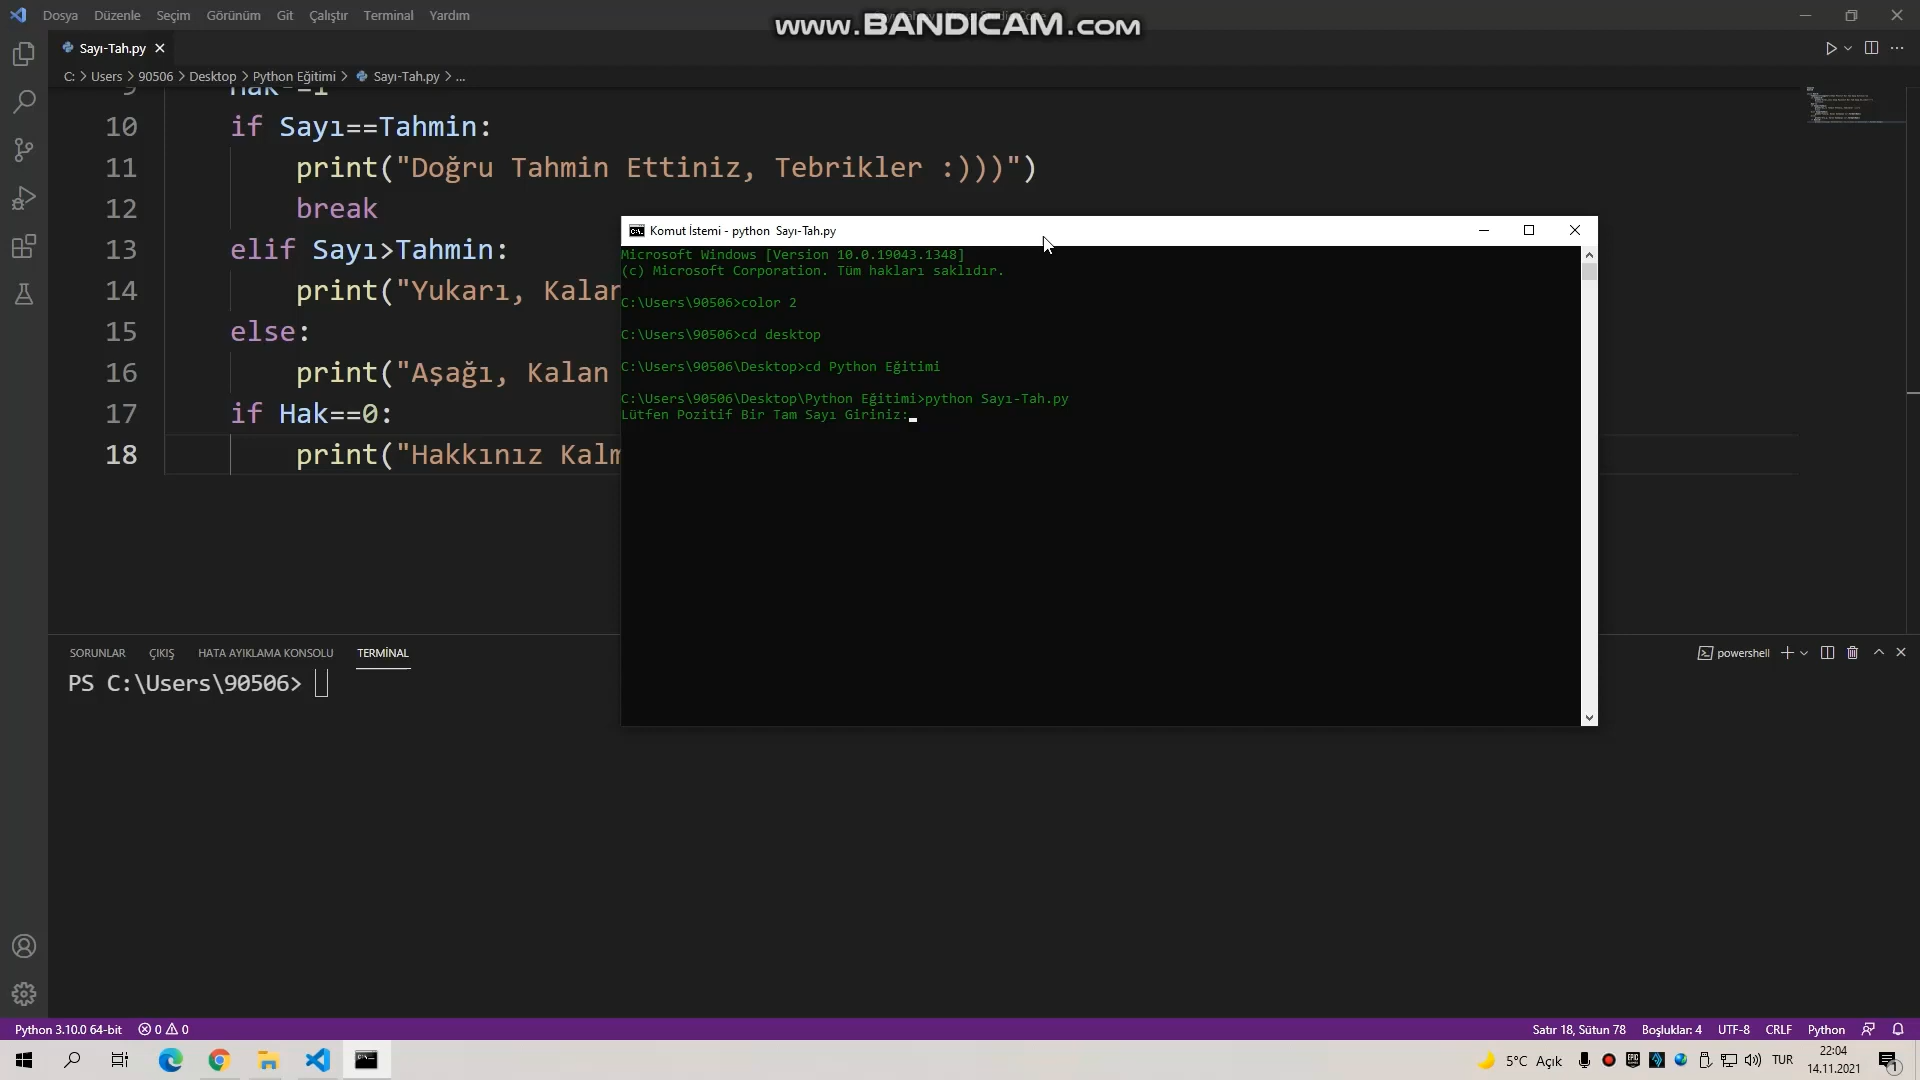 Dosya Düzenle Seçim Görünüm Git Çalıştır Terminal Yardım
www.BANDICAM.com
Sayı-Tah.py
C: > Users > 90506 > Desktop > Python Eğitimi > Sayı-Tah.py > ...
9 Hak-=1
10 if Sayı==Tahmin:
11 print("Doğru Tahmin Ettiniz, Tebrikler :)))")
12 break
13 elif Sayı>Tahmin:
14 print("Yukarı, Kalan
15 else:
16 print("Aşağı, Kalan
17 if Hak==0:
18 print("Hakkınız Kalm
Komut İstemi - python Sayı-Tah.py
Microsoft Windows [Version 10.0.19043.1348]
(c) Microsoft Corporation. Tüm hakları saklıdır.
C:\Users\90506>color 2
C:\Users\90506>cd desktop
C:\Users\90506\Desktop>cd Python Eğitimi
C:\Users\90506\Desktop\Python Eğitimi>python Sayı-Tah.py
Lütfen Pozitif Bir Tam Sayı Giriniz:
SORUNLAR ÇIKIŞ HATA AYIKLAMA KONSOLU TERMİNAL
powershell
PS C:\Users\90506>
Python 3.10.0 64-bit 0 0
Satır 18, Sütun 78 Boşluklar: 4 UTF-8 CRLF Python
5°C Açık
TUR
22:04
14.11.2021
1